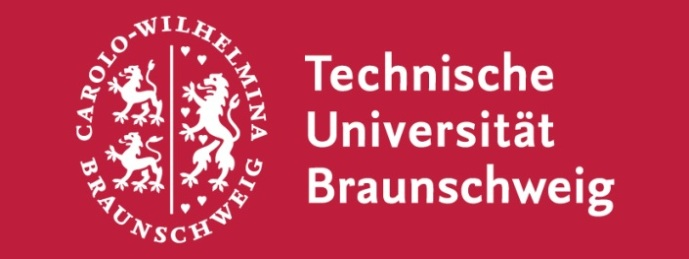 CAROLO-WILHELMINA
BRAUNSCHWEIG
Technische
Universität
Braunschweig